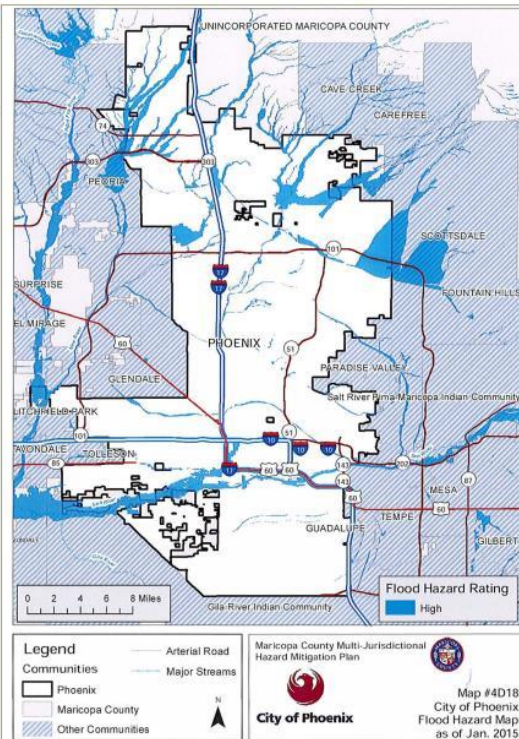 UNINCORPORATED MARICOPA COUNTY
CAVE CREEK
CAREFREE
74
303
303
PEORIA
SCOTTSDALE
101
17
17
SURPRISE
FOUNTAIN HILLS
EL MIRAGE
60
PHOENIX
51
PARADISE VALLEY
GLENDALE
Salt River Pima-Maricopa Indian Community
LITCHFIELD PARK
101
10
51
10
10
AVONDALE
TOLLESON
85
17
60
60
143
202
87
143
MESA
60
60
GUADALUPE
TEMPE
GILBERT
0 2 4 6 8 Miles
Gila River Indian Community
Flood Hazard Rating
High
Legend
Communities
Phoenix
Maricopa County
Other Communities
Arterial Road
Major Streams
N
Maricopa County Multi-Jurisdictional
Hazard Mitigation Plan
City of Phoenix
Map #4D18
City of Phoenix
Flood Hazard Map
as of Jan. 2015